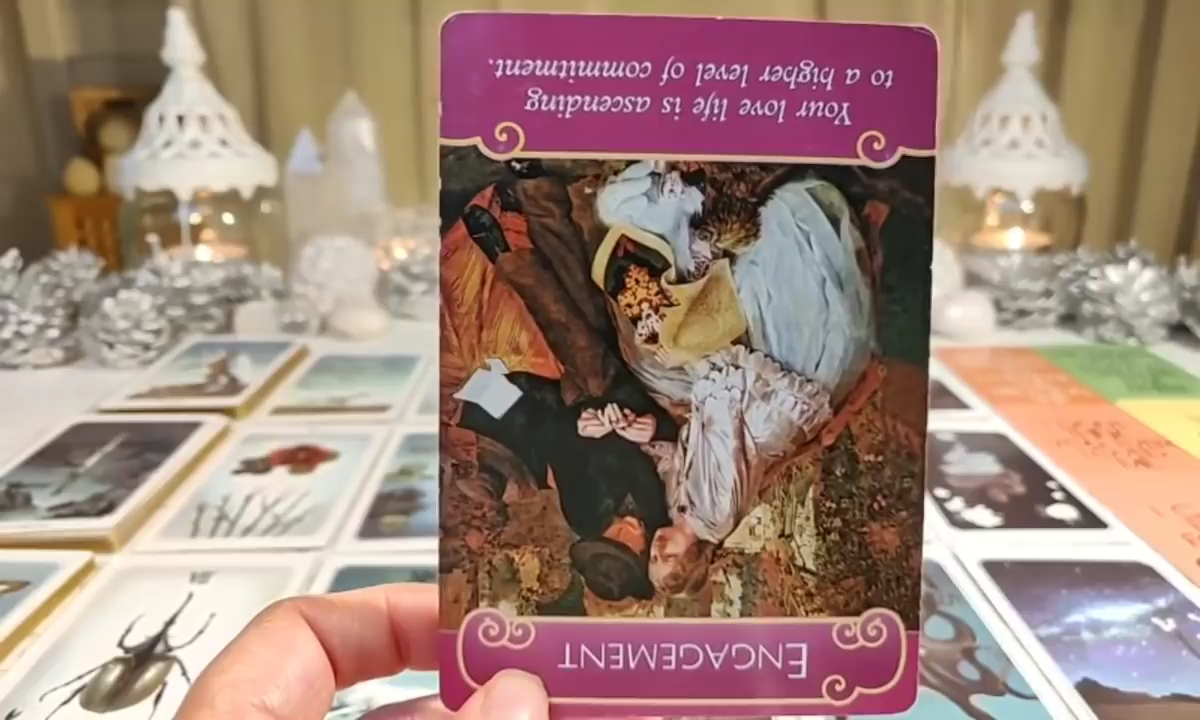 ENGAGEMENT
Your love life is ascending
to a higher level of commitment.